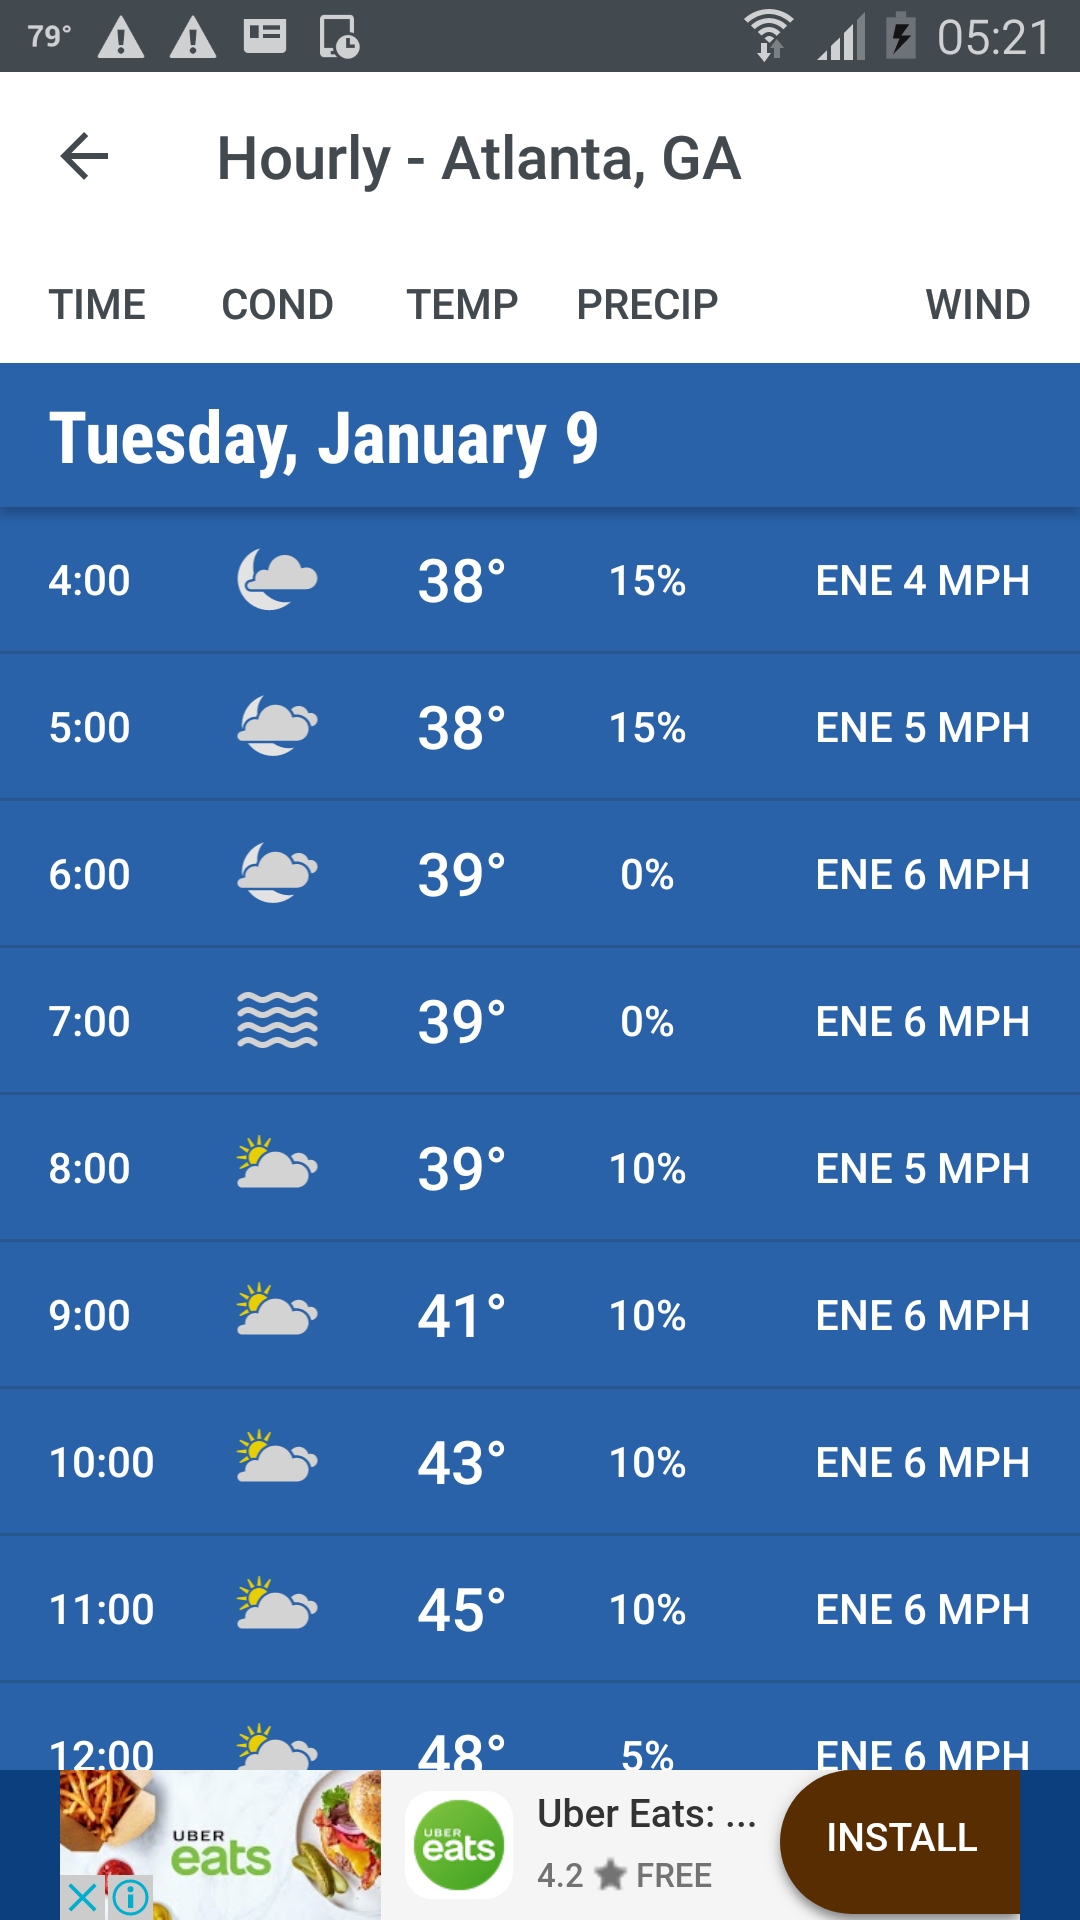 79° 05:21
Hourly - Atlanta, GA
TIME COND TEMP PRECIP WIND
Tuesday, January 9
4:00 38° 15% ENE 4 MPH
5:00 38° 15% ENE 5 MPH
6:00 39° 0% ENE 6 MPH
7:00 39° 0% ENE 6 MPH
8:00 39° 10% ENE 5 MPH
9:00 41° 10% ENE 6 MPH
10:00 43° 10% ENE 6 MPH
11:00 45° 10% ENE 6 MPH
12:00 48° 5% ENE 6 MPH
UBER
eats
UBER
eats
Uber Eats: ...
4.2 FREE
INSTALL